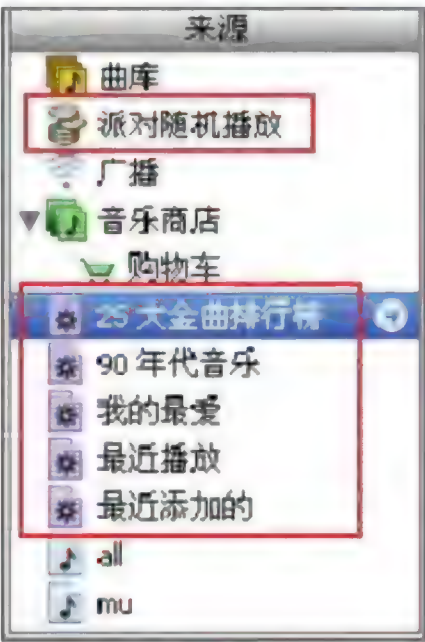 来源
曲库
派对随机播放
广播
音乐商店
购物车
25 大金曲排行榜
90 年代音乐
我的最爱
最近播放
最近添加的
all
mu